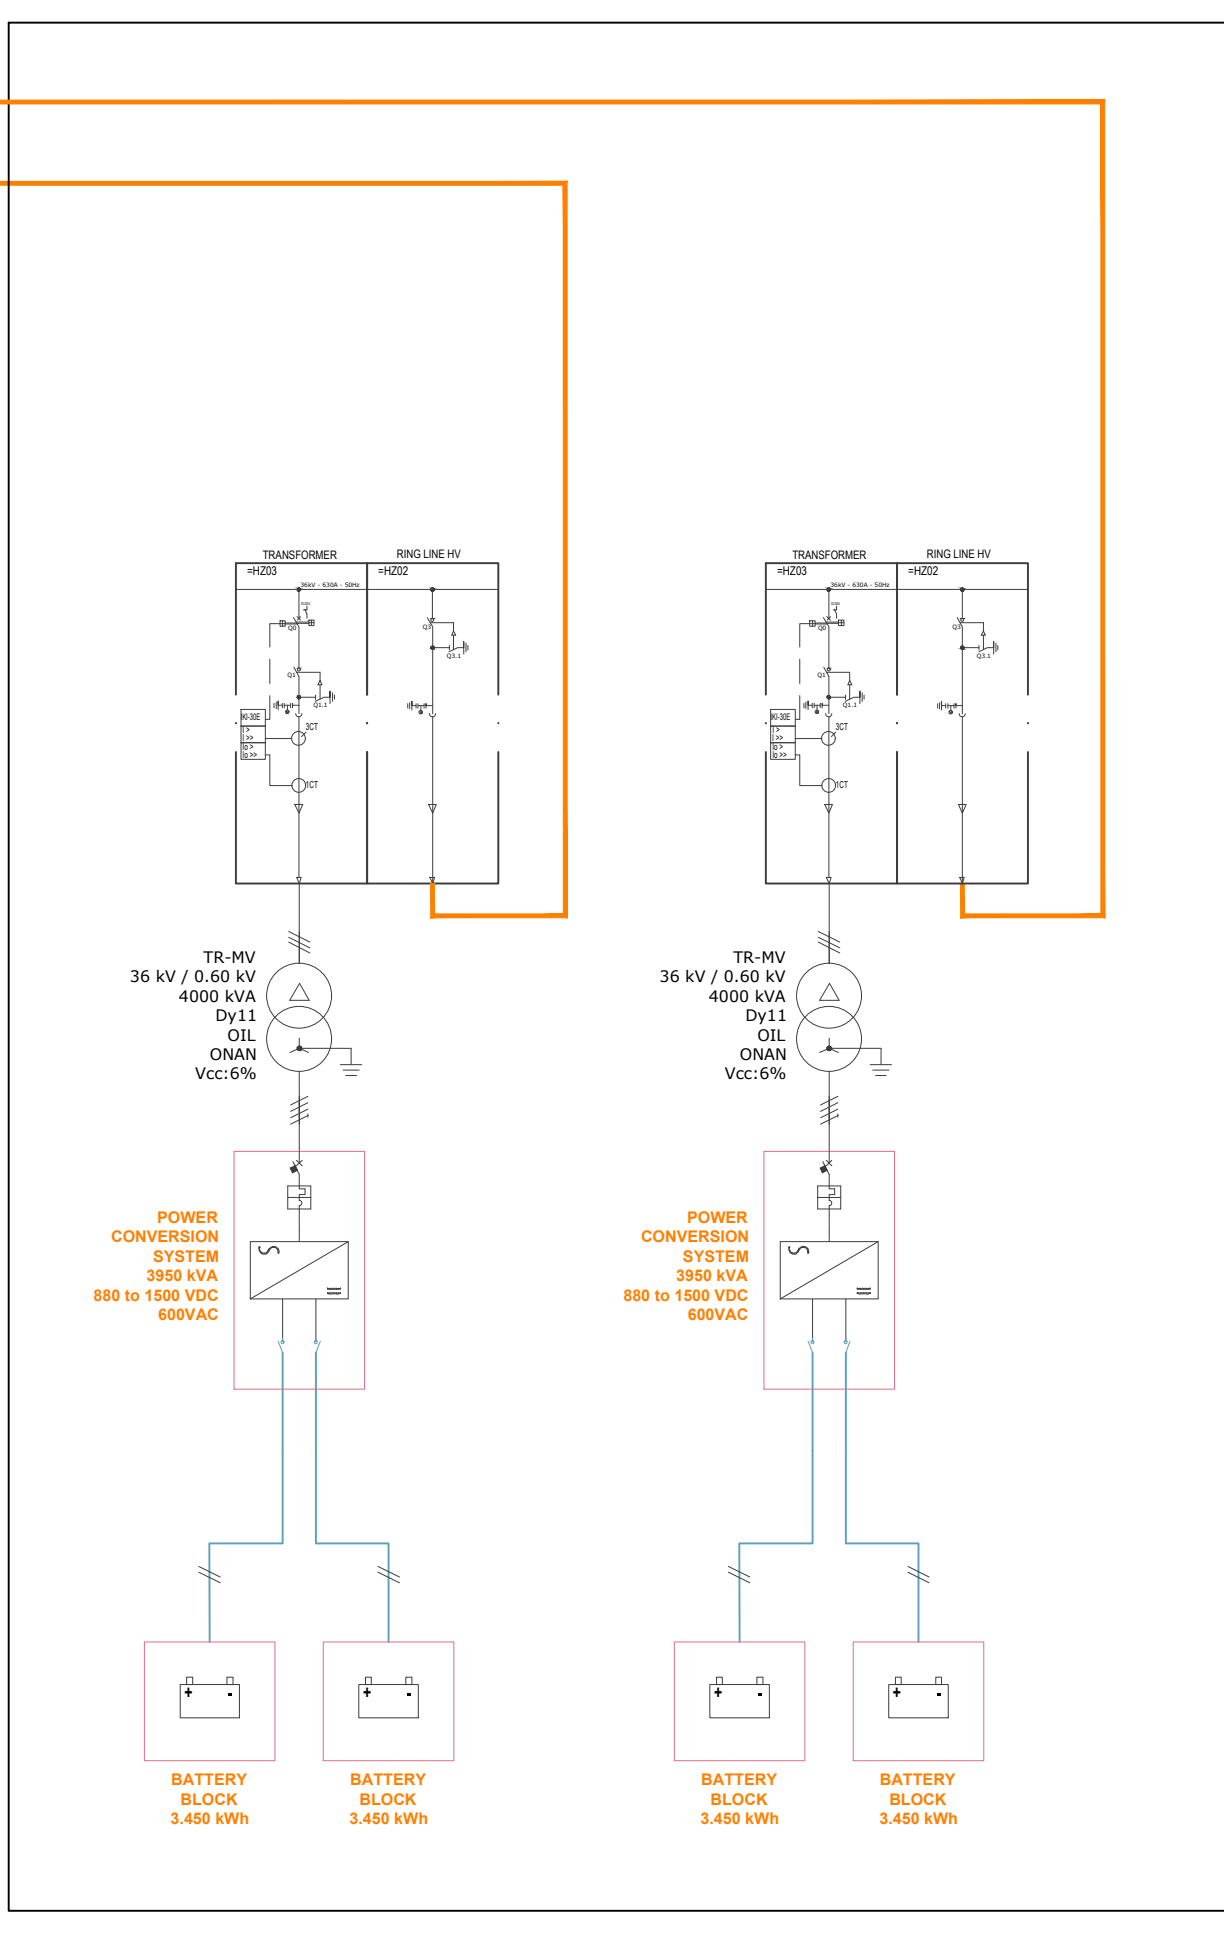 TRANSFORMER
RING LINE HV
=HZ03
=HZ02
36kV - 630A - 50Hz
Q0
Q3
Q3.1
Q1
Q1.1
KI-30E
I >
I >>
Io >
Io >>
3CT
1CT
TR-MV
36 kV / 0.60 kV
4000 kVA
Dy11
OIL
ONAN
Vcc:6%
POWER
CONVERSION
SYSTEM
3950 kVA
880 to 1500 VDC
600VAC
+ -
+ -
BATTERY
BLOCK
3.450 kWh
BATTERY
BLOCK
3.450 kWh
TRANSFORMER
RING LINE HV
=HZ03
=HZ02
36kV - 630A - 50Hz
Q0
Q3
Q3.1
Q1
Q1.1
KI-30E
I >
I >>
Io >
Io >>
3CT
1CT
TR-MV
36 kV / 0.60 kV
4000 kVA
Dy11
OIL
ONAN
Vcc:6%
POWER
CONVERSION
SYSTEM
3950 kVA
880 to 1500 VDC
600VAC
+ -
+ -
BATTERY
BLOCK
3.450 kWh
BATTERY
BLOCK
3.450 kWh